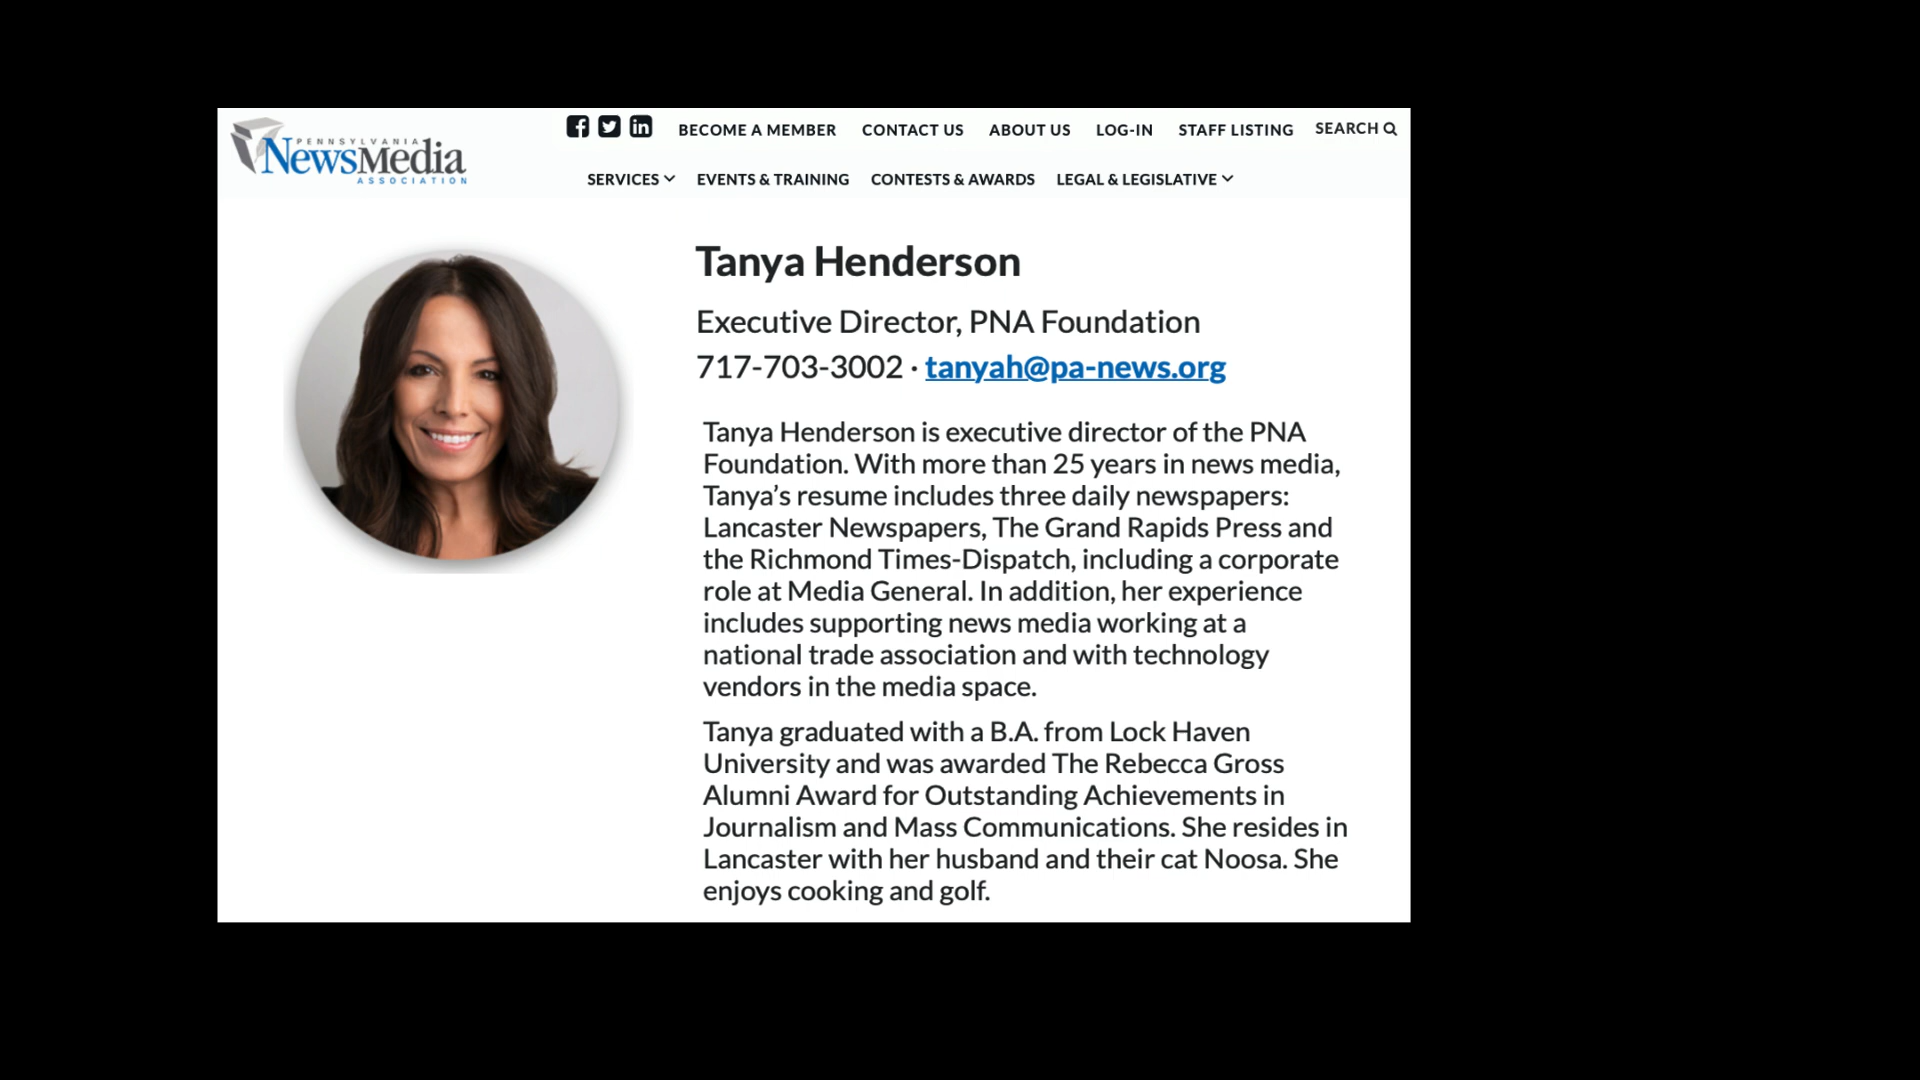 PENNSYLVANIA
NewsMedia
ASSOCIATION
BECOME A MEMBER CONTACT US ABOUT US LOG-IN STAFF LISTING SEARCH
SERVICES EVENTS & TRAINING CONTESTS & AWARDS LEGAL & LEGISLATIVE
Tanya Henderson
Executive Director, PNA Foundation
717-703-3002 · tanyah@pa-news.org
Tanya Henderson is executive director of the PNA
Foundation. With more than 25 years in news media,
Tanya’s resume includes three daily newspapers:
Lancaster Newspapers, The Grand Rapids Press and
the Richmond Times-Dispatch, including a corporate
role at Media General. In addition, her experience
includes supporting news media working at a
national trade association and with technology
vendors in the media space.
Tanya graduated with a B.A. from Lock Haven
University and was awarded The Rebecca Gross
Alumni Award for Outstanding Achievements in
Journalism and Mass Communications. She resides in
Lancaster with her husband and their cat Noosa. She
enjoys cooking and golf.